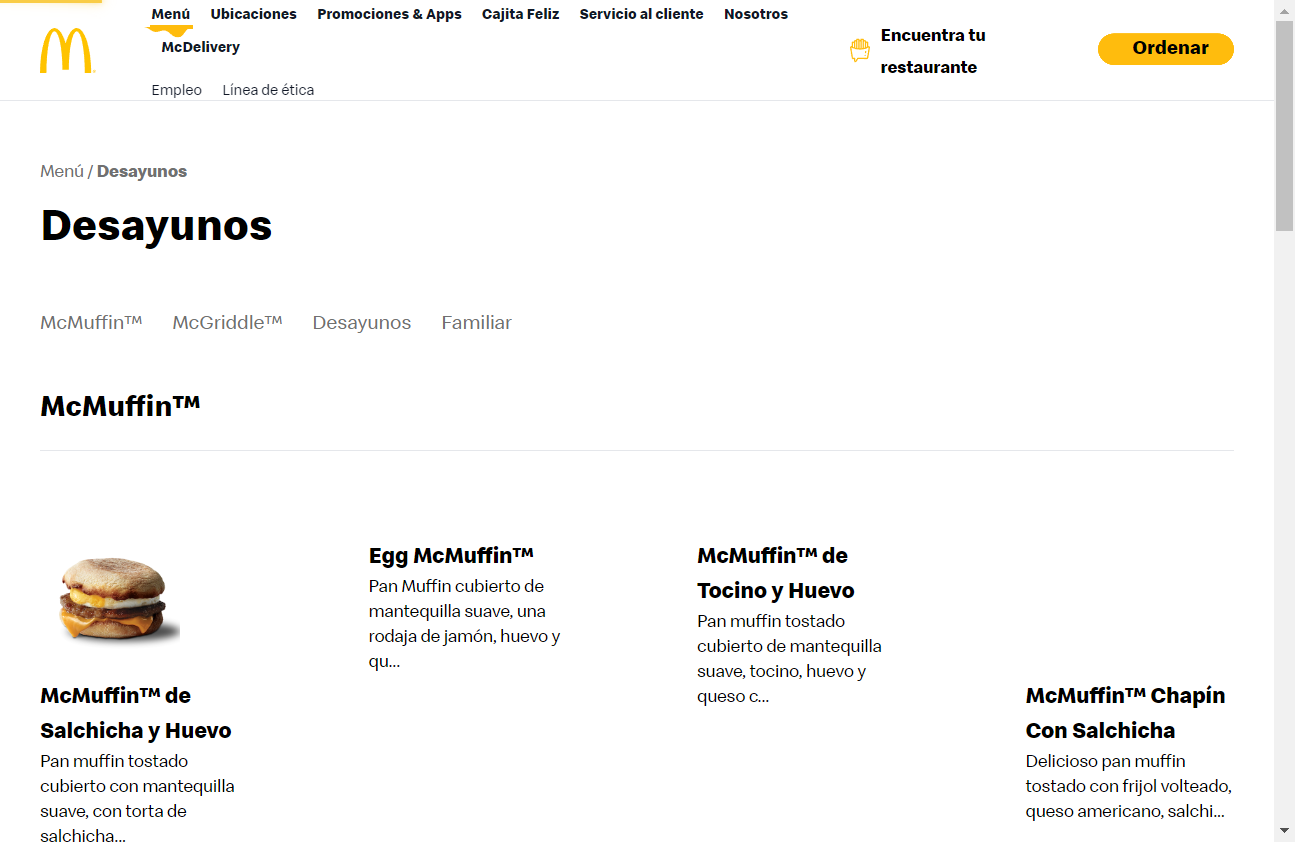 Menú Ubicaciones Promociones & Apps Cajita Feliz Servicio al cliente Nosotros
McDelivery
Empleo Línea de ética
Encuentra tu
restaurante
Ordenar
Menú / Desayunos
Desayunos
McMuffin™ McGriddle™ Desayunos Familiar
McMuffin™
McMuffin™ de
Salchicha y Huevo
Pan muffin tostado
cubierto con mantequilla
suave, con torta de
salchicha...
Egg McMuffin™
Pan Muffin cubierto de
mantequilla suave, una
rodaja de jamón, huevo y
qu...
McMuffin™ de
Tocino y Huevo
Pan muffin tostado
cubierto de mantequilla
suave, tocino, huevo y
queso c...
McMuffin™ Chapín
Con Salchicha
Delicioso pan muffin
tostado con frijol volteado,
queso americano, salchi...